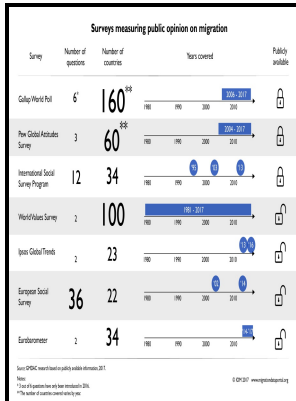 Surveys measuring public opinion on migration
Survey Number of questions Number of countries Years covered Publicly available
Gallup World Poll 6* 160** 2006 - 2017
1980 1990 2000 2010
Pew Global Attitudes Survey 3 60** 2004 - 2017
1980 1990 2000 2010
International Social Survey Program 12 34 '95 '03 '13
1980 1990 2000 2010
World Values Survey 2 100 1981 - 2017
1980 1990 2000 2010
Ipsos Global Trends 2 23 '13 '16
1980 1990 2000 2010
European Social Survey 36 22 '02 '14
1980 1990 2000 2010
Eurobarometer 2 34
1980 1990 2000 2010
Source: GMDAC research based on publicly available information, 2017.
Notes:
* 3 out of 6 questions have only been introduced in 2016.
** The number of countries covered varies by year.
© IOM 2017 www.migrationdataportal.org